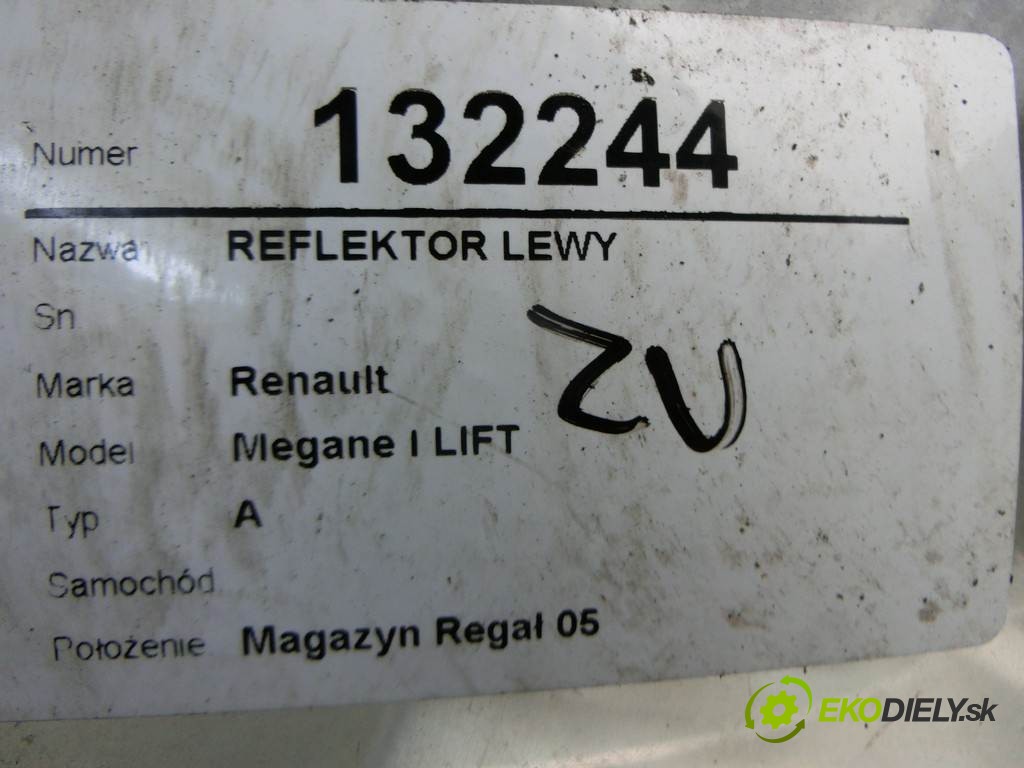 Numer 132244
Nazwa REFLEKTOR LEWY
Sn
Marka Renault
Model Megane I LIFT
Typ A
Samochód
Położenie Magazyn Regał 05
ZU
EKODIELY.sk